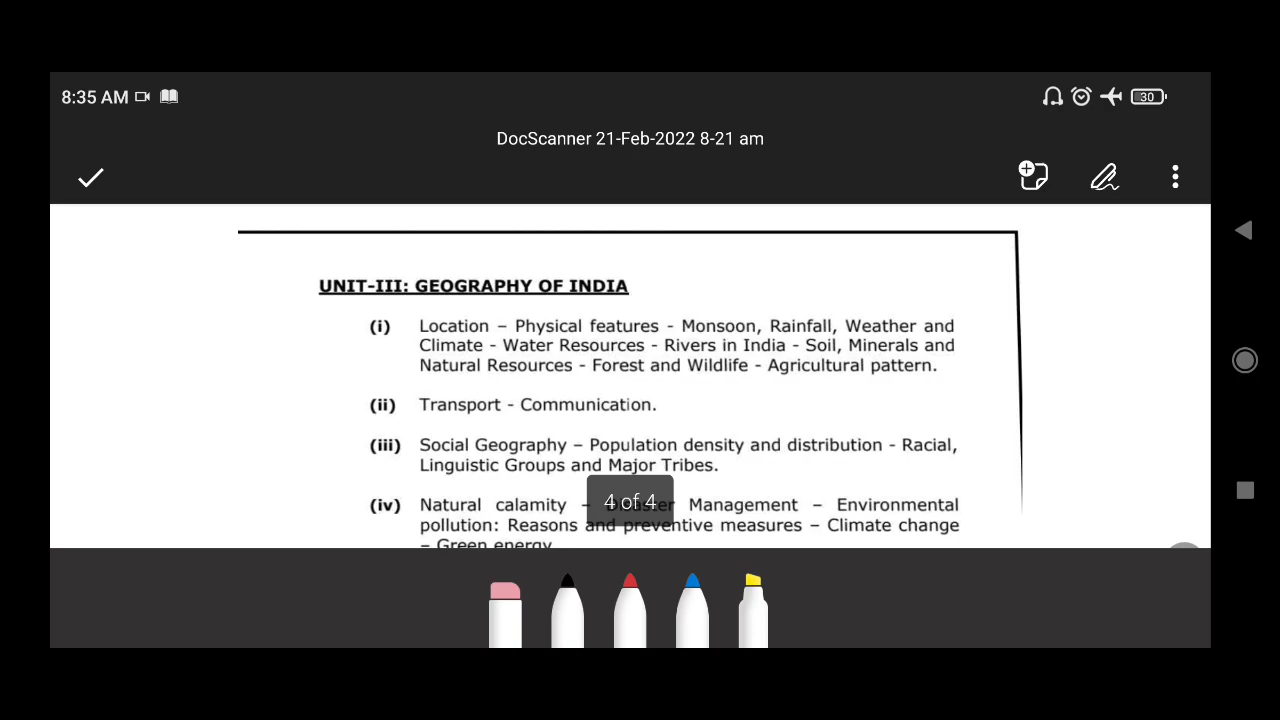 8:35 AM
30
DocScanner 21-Feb-2022 8-21 am
UNIT-III: GEOGRAPHY OF INDIA
(i) Location – Physical features - Monsoon, Rainfall, Weather and
Climate - Water Resources - Rivers in India - Soil, Minerals and
Natural Resources - Forest and Wildlife - Agricultural pattern.
(ii) Transport - Communication.
(iii) Social Geography – Population density and distribution - Racial,
Linguistic Groups and Major Tribes.
(iv) Natural calamity – Disaster Management – Environmental
4 of 4
pollution: Reasons and preventive measures – Climate change
– Green energy